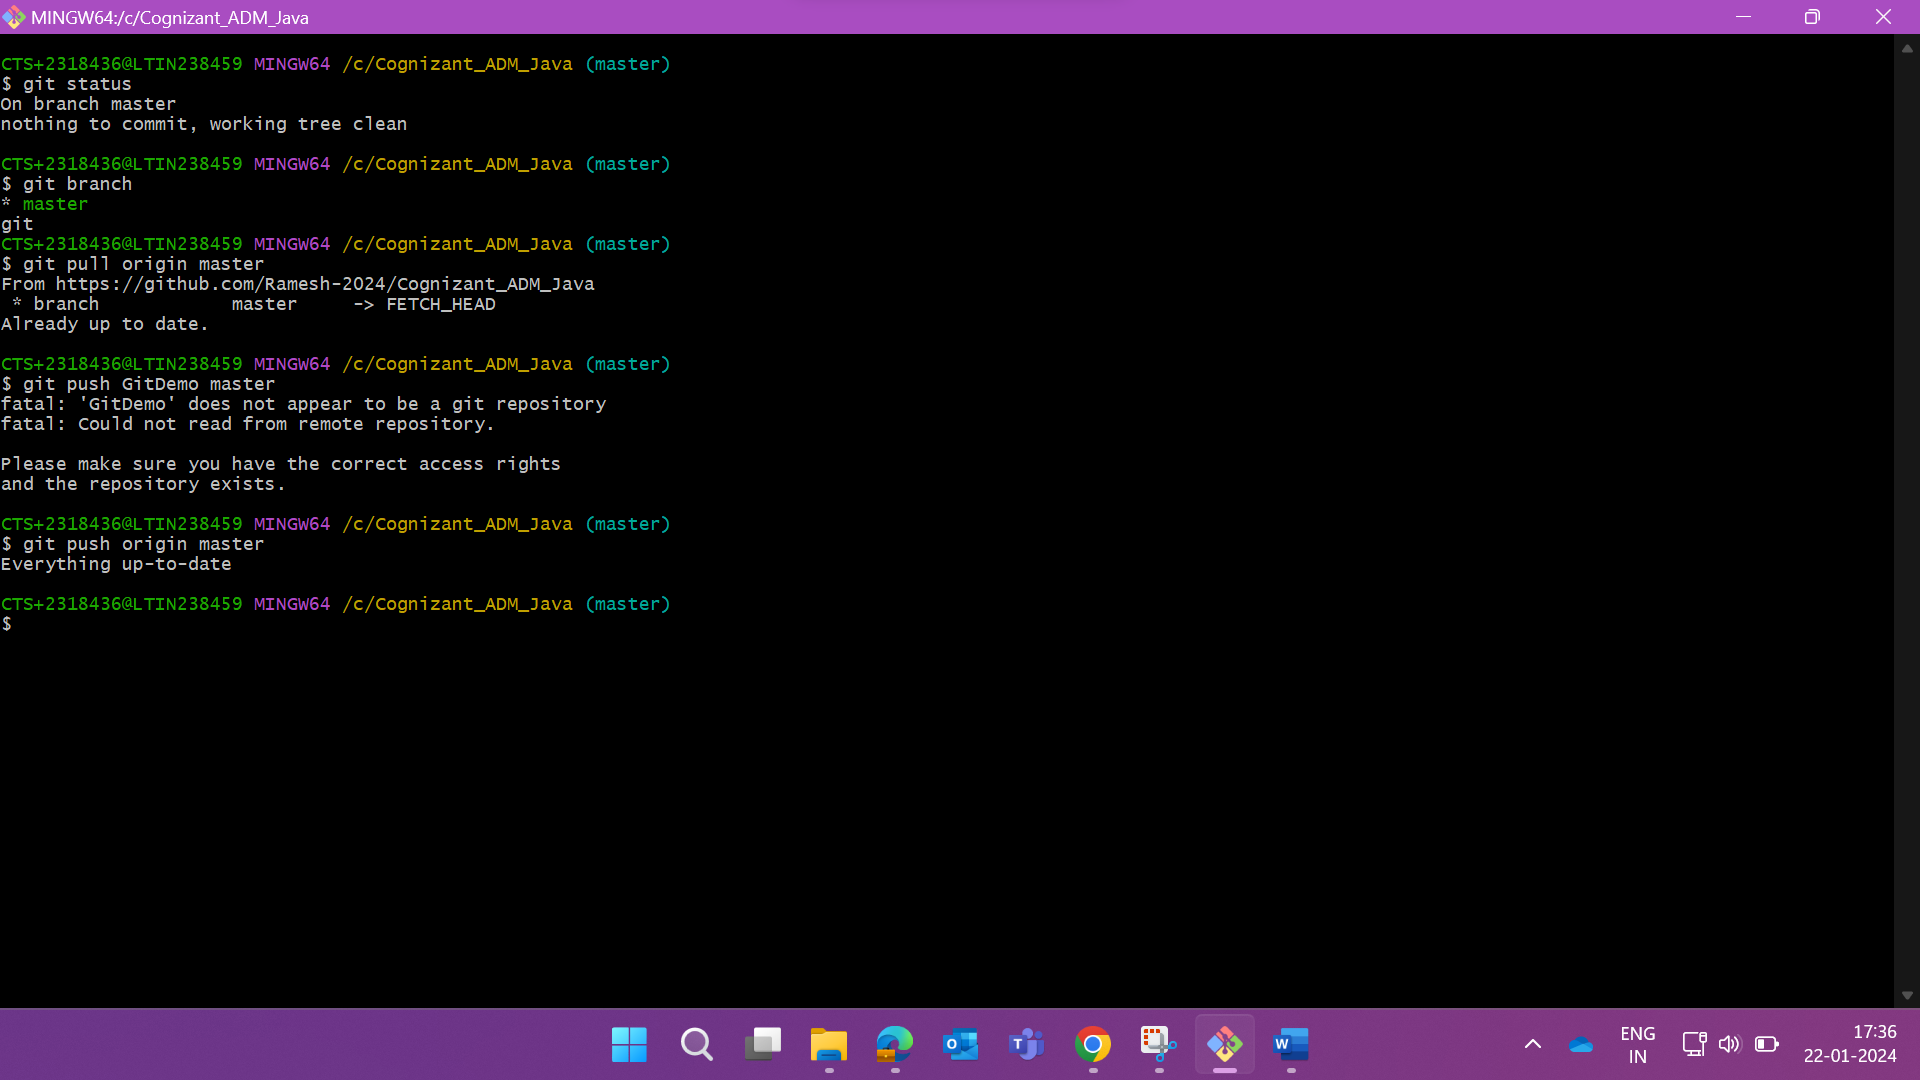 MINGW64:/c/Cognizant_ADM_Java
CTS+2318436@LTIN238459 MINGW64 /c/Cognizant_ADM_Java (master)
$ git status
On branch master
nothing to commit, working tree clean
CTS+2318436@LTIN238459 MINGW64 /c/Cognizant_ADM_Java (master)
$ git branch
* master
git
CTS+2318436@LTIN238459 MINGW64 /c/Cognizant_ADM_Java (master)
$ git pull origin master
From https://github.com/Ramesh-2024/Cognizant_ADM_Java
 * branch            master     -> FETCH_HEAD
Already up to date.
CTS+2318436@LTIN238459 MINGW64 /c/Cognizant_ADM_Java (master)
$ git push GitDemo master
fatal: 'GitDemo' does not appear to be a git repository
fatal: Could not read from remote repository.
Please make sure you have the correct access rights
and the repository exists.
CTS+2318436@LTIN238459 MINGW64 /c/Cognizant_ADM_Java (master)
$ git push origin master
Everything up-to-date
CTS+2318436@LTIN238459 MINGW64 /c/Cognizant_ADM_Java (master)
$
ENG
IN
17:36
22-01-2024